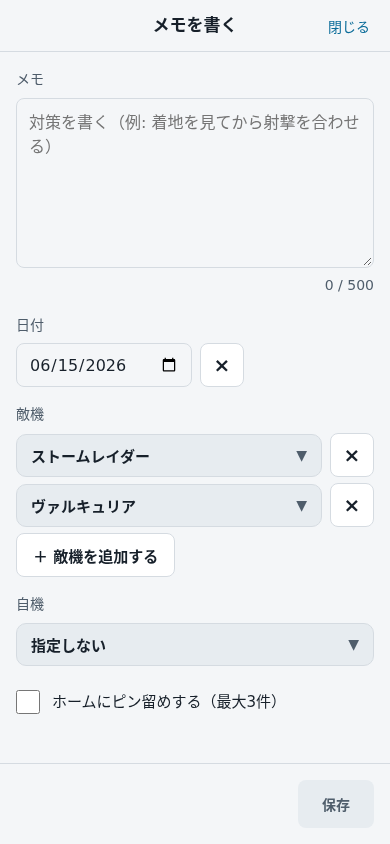 メモを書く
閉じる
メモ
対策を書く（例: 着地を見てから射撃を合わせ
る）
0 / 500
日付
06/15/2026
×
敵機
ストームレイダー ▼
×
ヴァルキュリア ▼
×
＋ 敵機を追加する
自機
指定しない ▼
ホームにピン留めする（最大3件）
保存